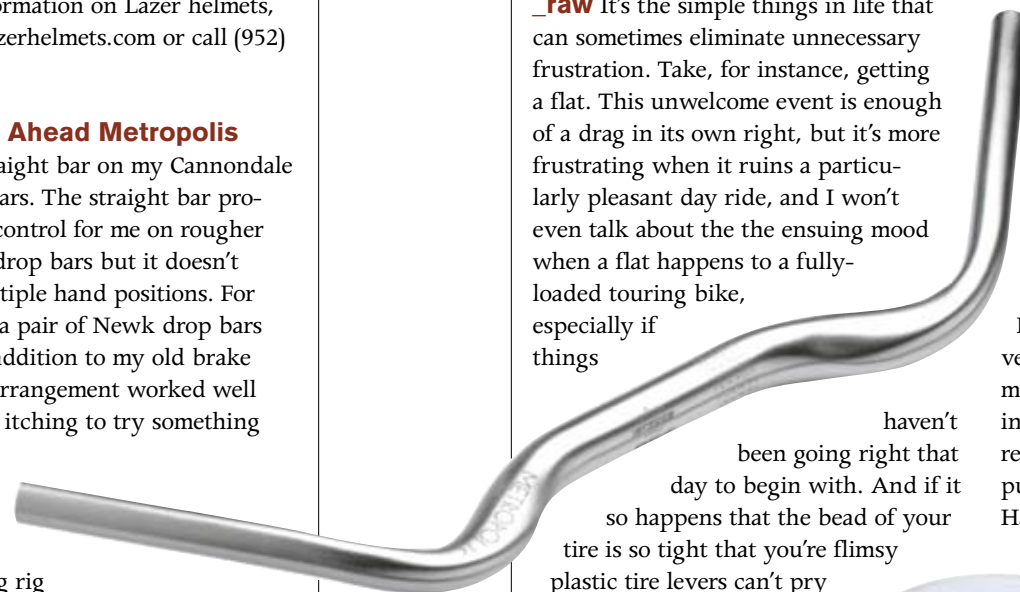 ormation on Lazer helmets,
zerhelmets.com or call (952)
Ahead Metropolis
aight bar on my Cannondale
ars. The straight bar pro-
control for me on rougher
drop bars but it doesn't
tiple hand positions. For
a pair of Newk drop bars
addition to my old brake
rrangement worked well
itching to try something
g rig
_raw It's the simple things in life that
can sometimes eliminate unnecessary
frustration. Take, for instance, getting
a flat. This unwelcome event is enough
of a drag in its own right, but it's more
frustrating when it ruins a particu-
larly pleasant day ride, and I won't
even talk about the the ensuing mood
when a flat happens to a fully-
loaded touring bike,
especially if
things
haven't
been going right that
day to begin with. And if it
so happens that the bead of your
tire is so tight that you're flimsy
plastic tire levers can't pry
METROPOLIS
ve
m
in
re
pu
Ha